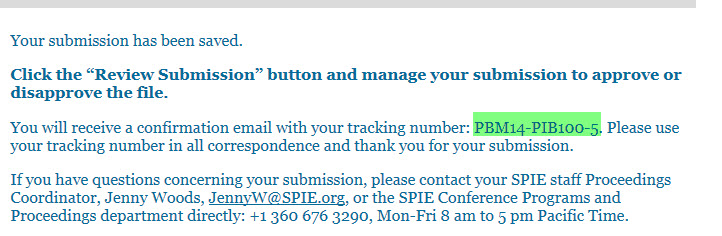 Your submission has been saved.
Click the “Review Submission” button and manage your submission to approve or
disapprove the file.
You will receive a confirmation email with your tracking number: PBM14-PIB100-5. Please use
your tracking number in all correspondence and thank you for your submission.
If you have questions concerning your submission, please contact your SPIE staff Proceedings
Coordinator, Jenny Woods, JennyW@SPIE.org, or the SPIE Conference Programs and
Proceedings department directly: +1 360 676 3290, Mon-Fri 8 am to 5 pm Pacific Time.